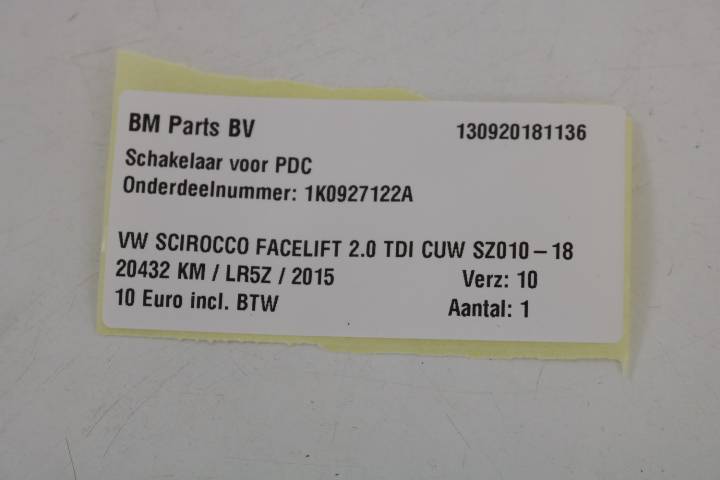 BM Parts BV 130920181136
Schakelaar voor PDC
Onderdeelnummer: 1K0927122A
VW SCIROCCO FACELIFT 2.0 TDI CUW SZ010-18
20432 KM / LR5Z / 2015 Verz: 10
10 Euro incl. BTW Aantal: 1